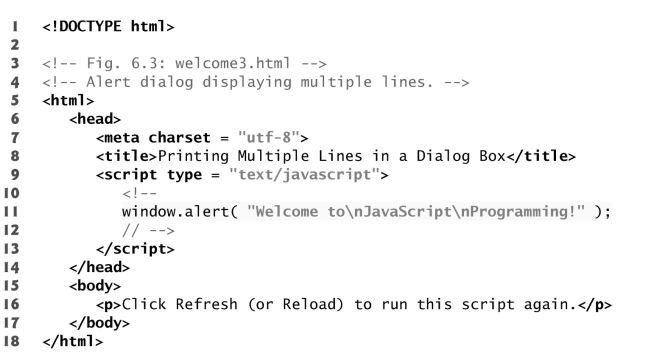 1 <!DOCTYPE html>
2
3 <!-- Fig. 6.3: welcome3.html -->
4 <!-- Alert dialog displaying multiple lines. -->
5 <html>
6    <head>
7       <meta charset = "utf-8">
8       <title>Printing Multiple Lines in a Dialog Box</title>
9       <script type = "text/javascript">
10         <!--
11         window.alert( "Welcome to\nJavaScript\nProgramming!" );
12         // -->
13      </script>
14   </head>
15   <body>
16      <p>Click Refresh (or Reload) to run this script again.</p>
17   </body>
18 </html>